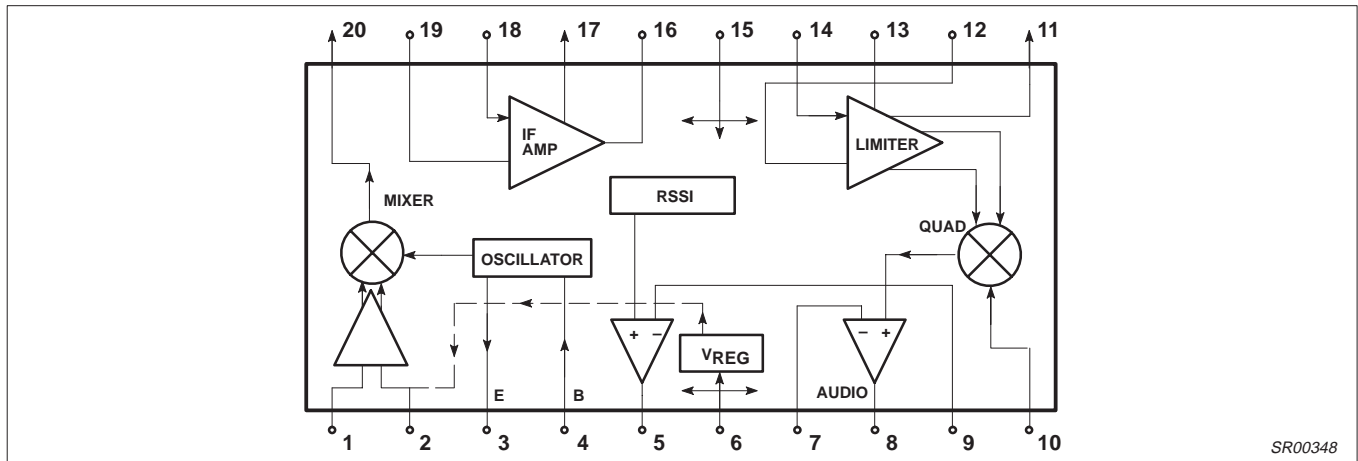 20 19 18 17 16 15 14 13 12 11
IF
AMP
LIMITER
RSSI
MIXER
QUAD
OSCILLATOR
+ −
− +
VREG
E B
AUDIO
1 2 3 4 5 6 7 8 9 10
SR00348